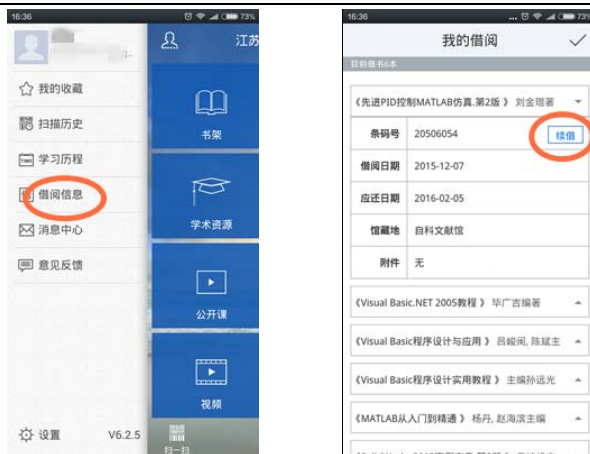 16:36
73%
江苏
我的收藏
扫描历史
书架
学习历程
借阅信息
学术资源
消息中心
意见反馈
公开课
视频
设置
V6.2.5
扫一扫
16:36
... 73%
我的借阅
目前借书6本
《先进PID控制MATLAB仿真.第2版 》 刘金琨著
条码号 20506054 续借
借阅日期 2015-12-07
应还日期 2016-02-05
馆藏地 自科文献馆
附件 无
《Visual Basic.NET 2005教程 》 毕广吉编著
《Visual Basic程序设计与应用 》 吕峻闽, 陈斌主
《Visual Basic程序设计实用教程 》 主编孙远光
《MATLAB从入门到精通 》 杨丹, 赵海滨主编